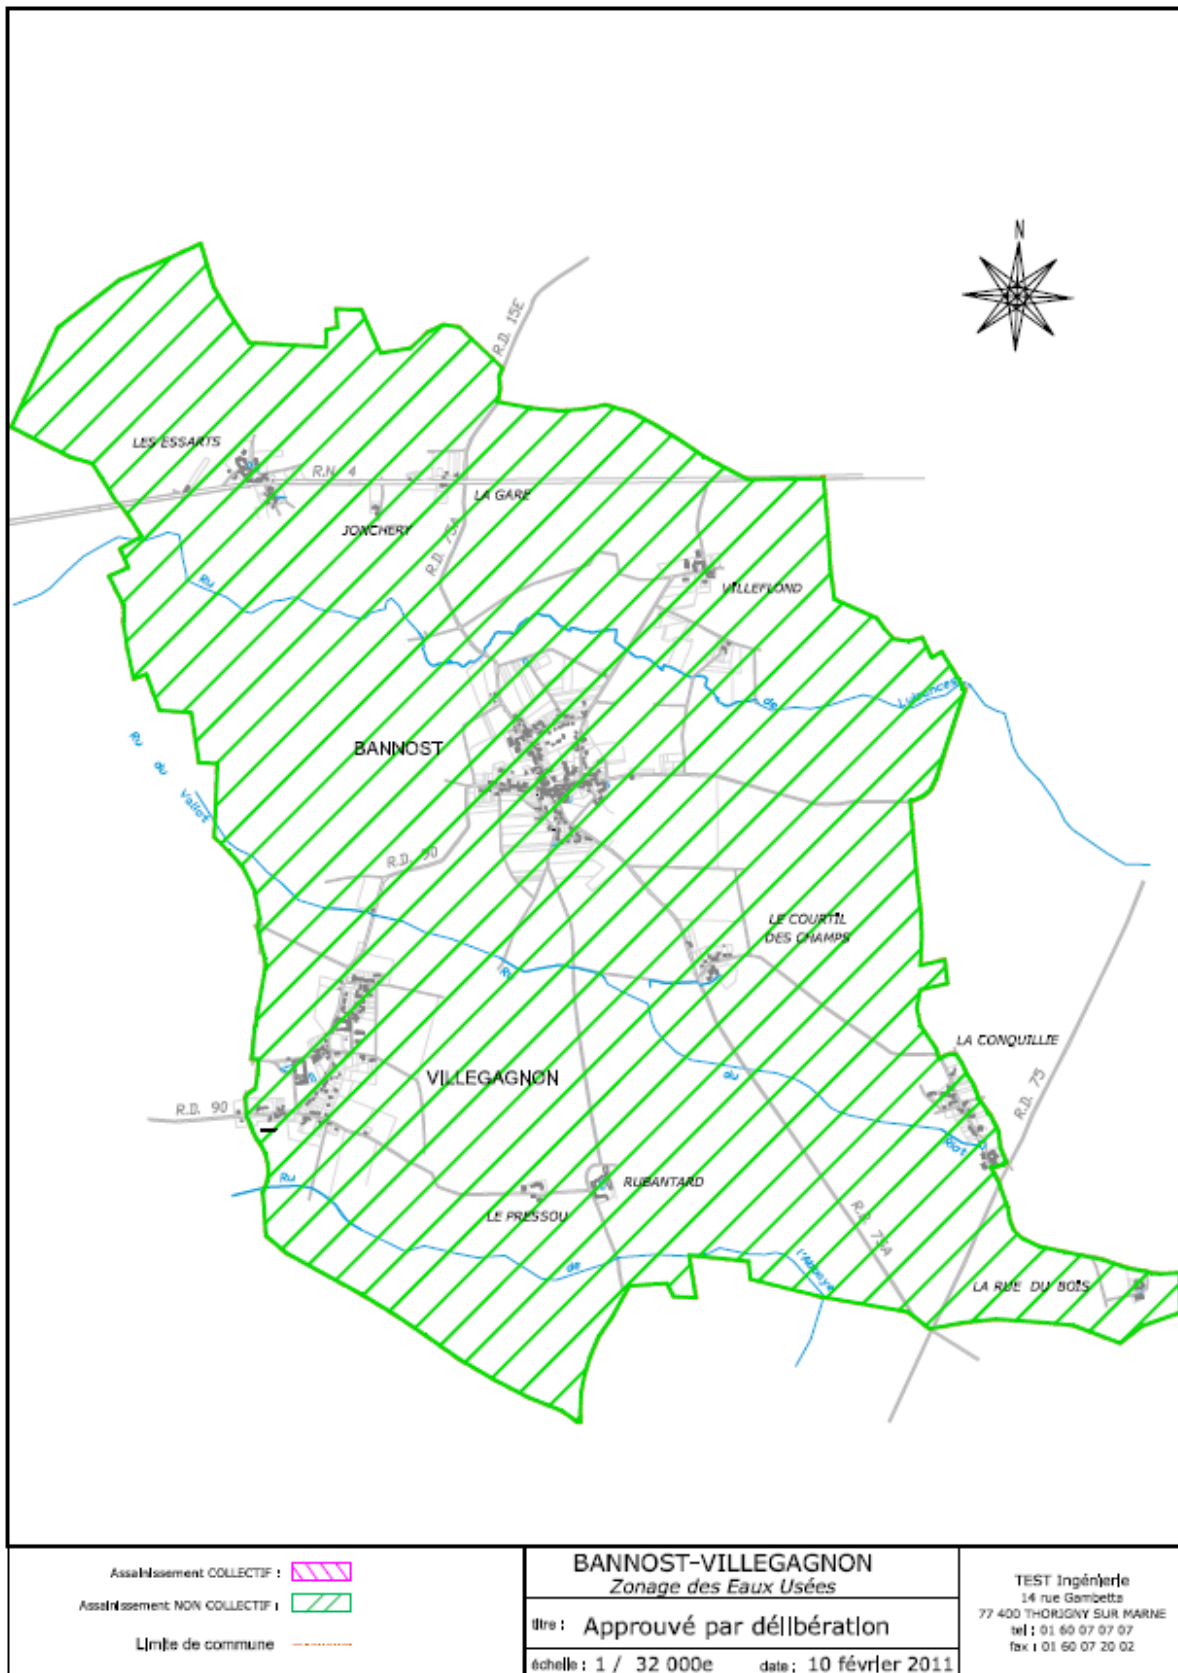 N
R.D. 15E
LES ESSARTS
R.N. 4
LA GARE
JONCHERY
R.D. 75A
Ru
VILLEFLOND
de
BANNOST
Ru du Vallot
R.D. 90
LE COURTIL
DES CHAMPS
du
LA CONQUILLIE
R.D. 75
VILLEGAGNON
R.D. 90
Ru
RUBANTARD
LE PRESSOU
R.D. 75A
de
l'Abbaye
LA RUE DU BOIS
Assainissement COLLECTIF :
Assainissement NON COLLECTIF :
Limite de commune
BANNOST-VILLEGAGNON
Zonage des Eaux Usées
titre : Approuvé par délibération
échelle : 1 / 32 000e date : 10 février 2011
TEST Ingénierie
14 rue Gambetta
77 400 THORIGNY SUR MARNE
tel : 01 60 07 07 07
fax : 01 60 07 20 02